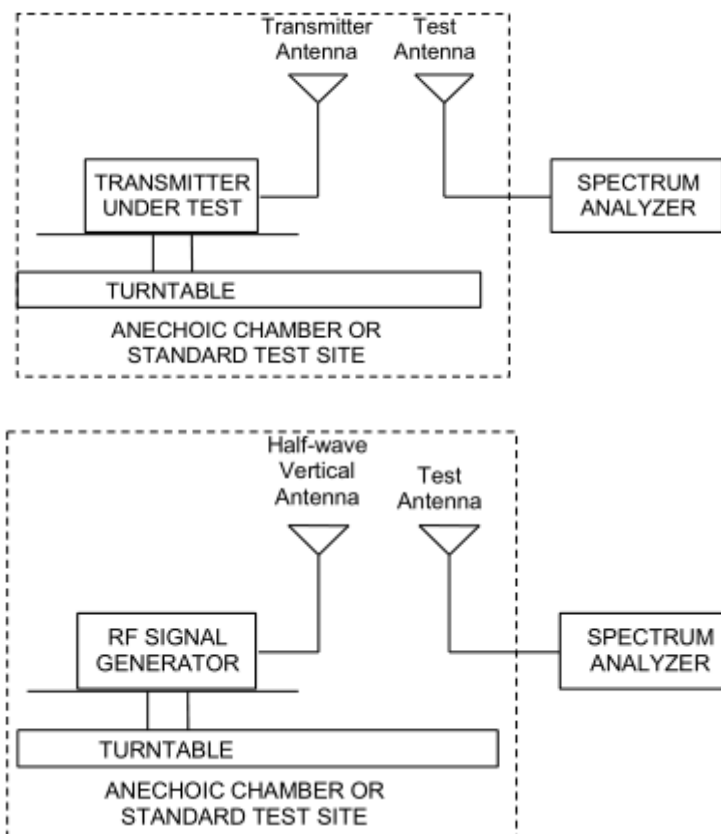 Transmitter
Antenna
Test
Antenna
TRANSMITTER
UNDER TEST
SPECTRUM
ANALYZER
TURNTABLE
ANECHOIC CHAMBER OR
STANDARD TEST SITE
Half-wave
Vertical
Antenna
Test
Antenna
RF SIGNAL
GENERATOR
SPECTRUM
ANALYZER
TURNTABLE
ANECHOIC CHAMBER OR
STANDARD TEST SITE